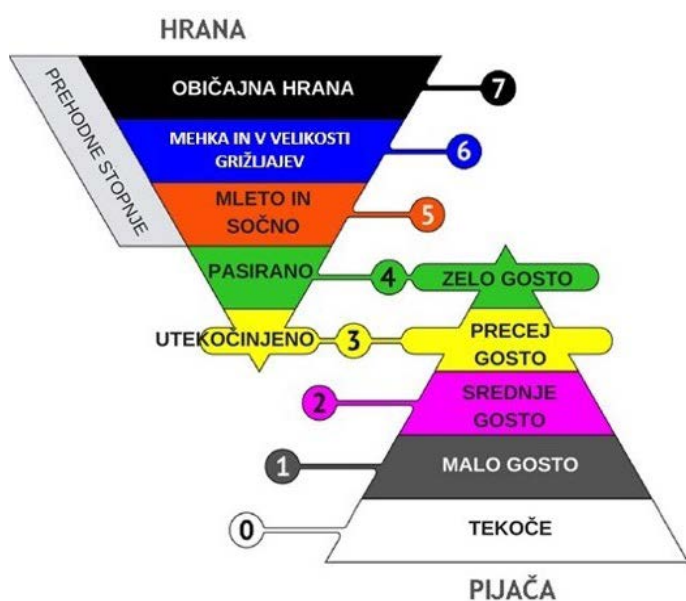 HRANA
PREHODNE STOPNJE
OBIČAJNA HRANA
7
MEHKA IN V VELIKOSTI
GRIŽLJAJEV
6
MLETO IN
SOČNO
5
PASIRANO
4
ZELO GOSTO
UTEKOČINJENO
3
PRECEJ
GOSTO
2
SREDNJE
GOSTO
1
MALO GOSTO
0
TEKOČE
PIJAČA